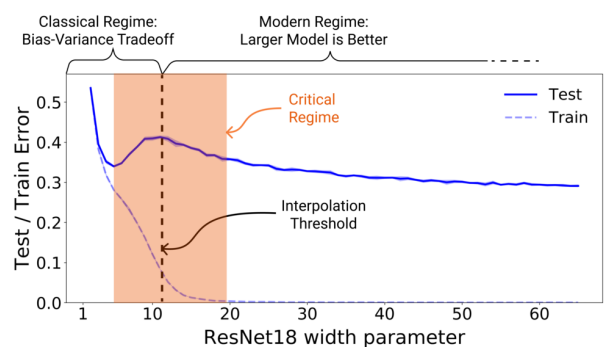 Classical Regime:
Bias-Variance Tradeoff
Modern Regime:
Larger Model is Better
Critical
Regime
Test
Train
Interpolation
Threshold
Test / Train Error
0.5
0.4
0.3
0.2
0.1
0.0
1 10 20 30 40 50 60
ResNet18 width parameter